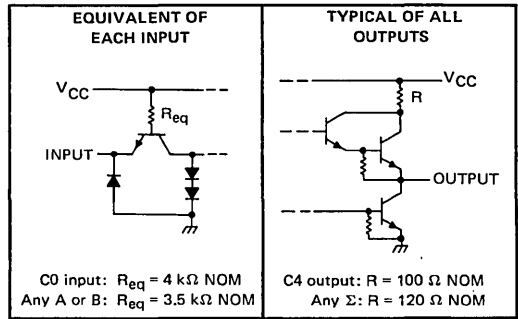 EQUIVALENT OF
EACH INPUT
VCC
Req
INPUT
C0 input: Req = 4 kΩ NOM
Any A or B: Req = 3.5 kΩ NOM
TYPICAL OF ALL
OUTPUTS
VCC
R
OUTPUT
C4 output: R = 100 Ω NOM
Any Σ: R = 120 Ω NOM